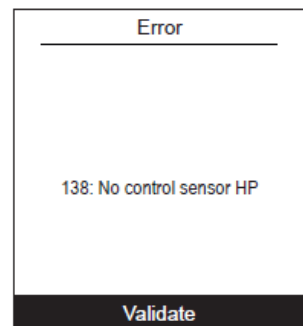 Error
138: No control sensor HP
Validate